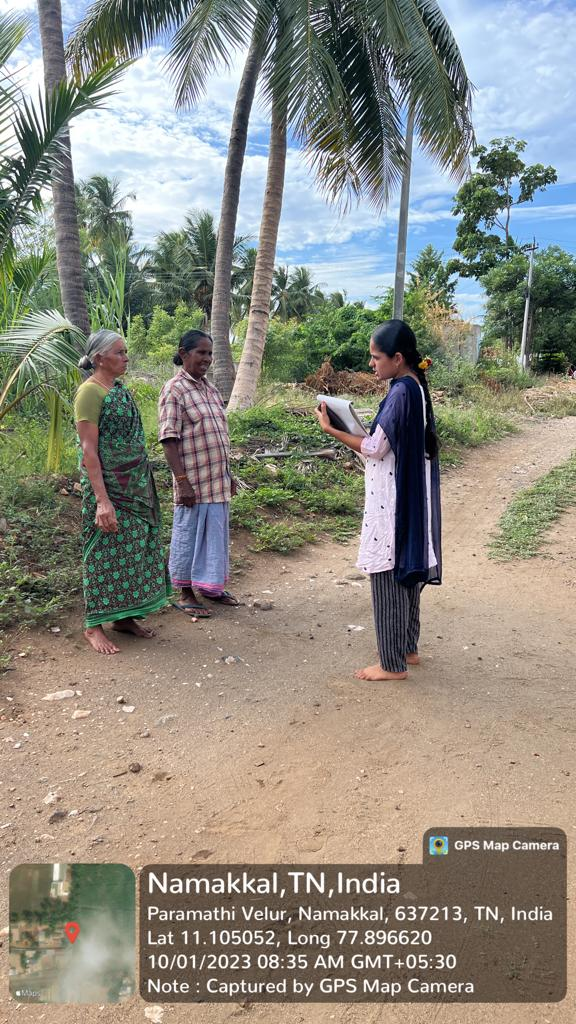 GPS Map Camera
Namakkal,TN,India
Paramathi Velur, Namakkal, 637213, TN, India
Lat 11.105052, Long 77.896620
10/01/2023 08:35 AM GMT+05:30
Note : Captured by GPS Map Camera
Maps